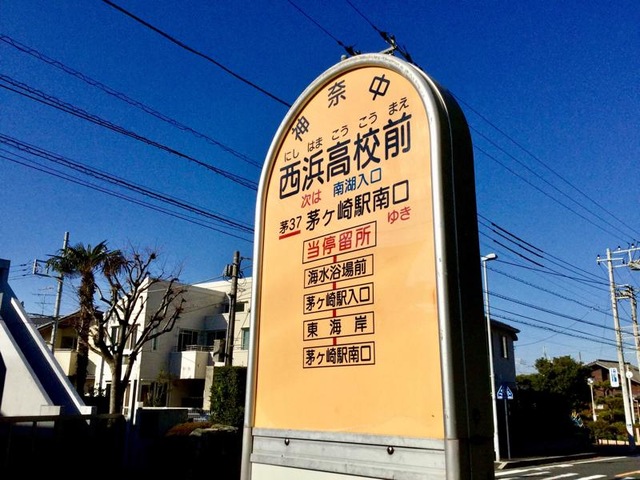 神奈中
にしはまこうこうまえ
西浜高校前
次は 南湖入口
茅37 茅ヶ崎駅南口
ゆき
当停留所
海水浴場前
茅ヶ崎駅入口
東海岸
茅ヶ崎駅南口